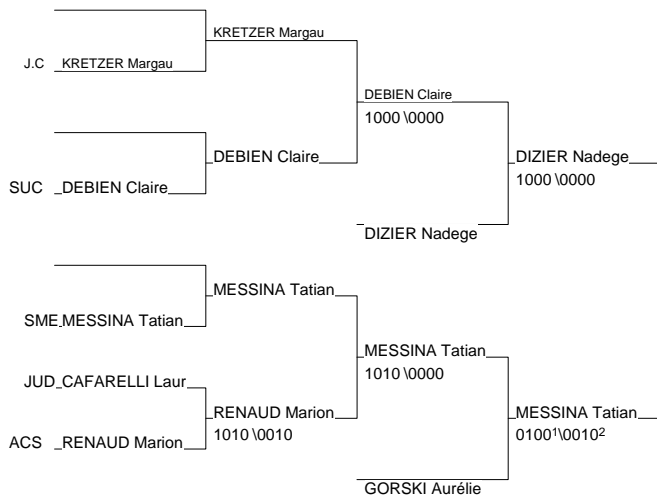 KRETZER Margau
J.C KRETZER Margau
DEBIEN Claire
1000 \0000
DEBIEN Claire
DIZIER Nadege
1000 \0000
SUC DEBIEN Claire
DIZIER Nadege
MESSINA Tatian
SME MESSINA Tatian
MESSINA Tatian
1010 \0000
JUD CAFARELLI Laur
RENAUD Marion
1010 \0010
MESSINA Tatian
0100¹\0010²
ACS RENAUD Marion
GORSKI Aurélie